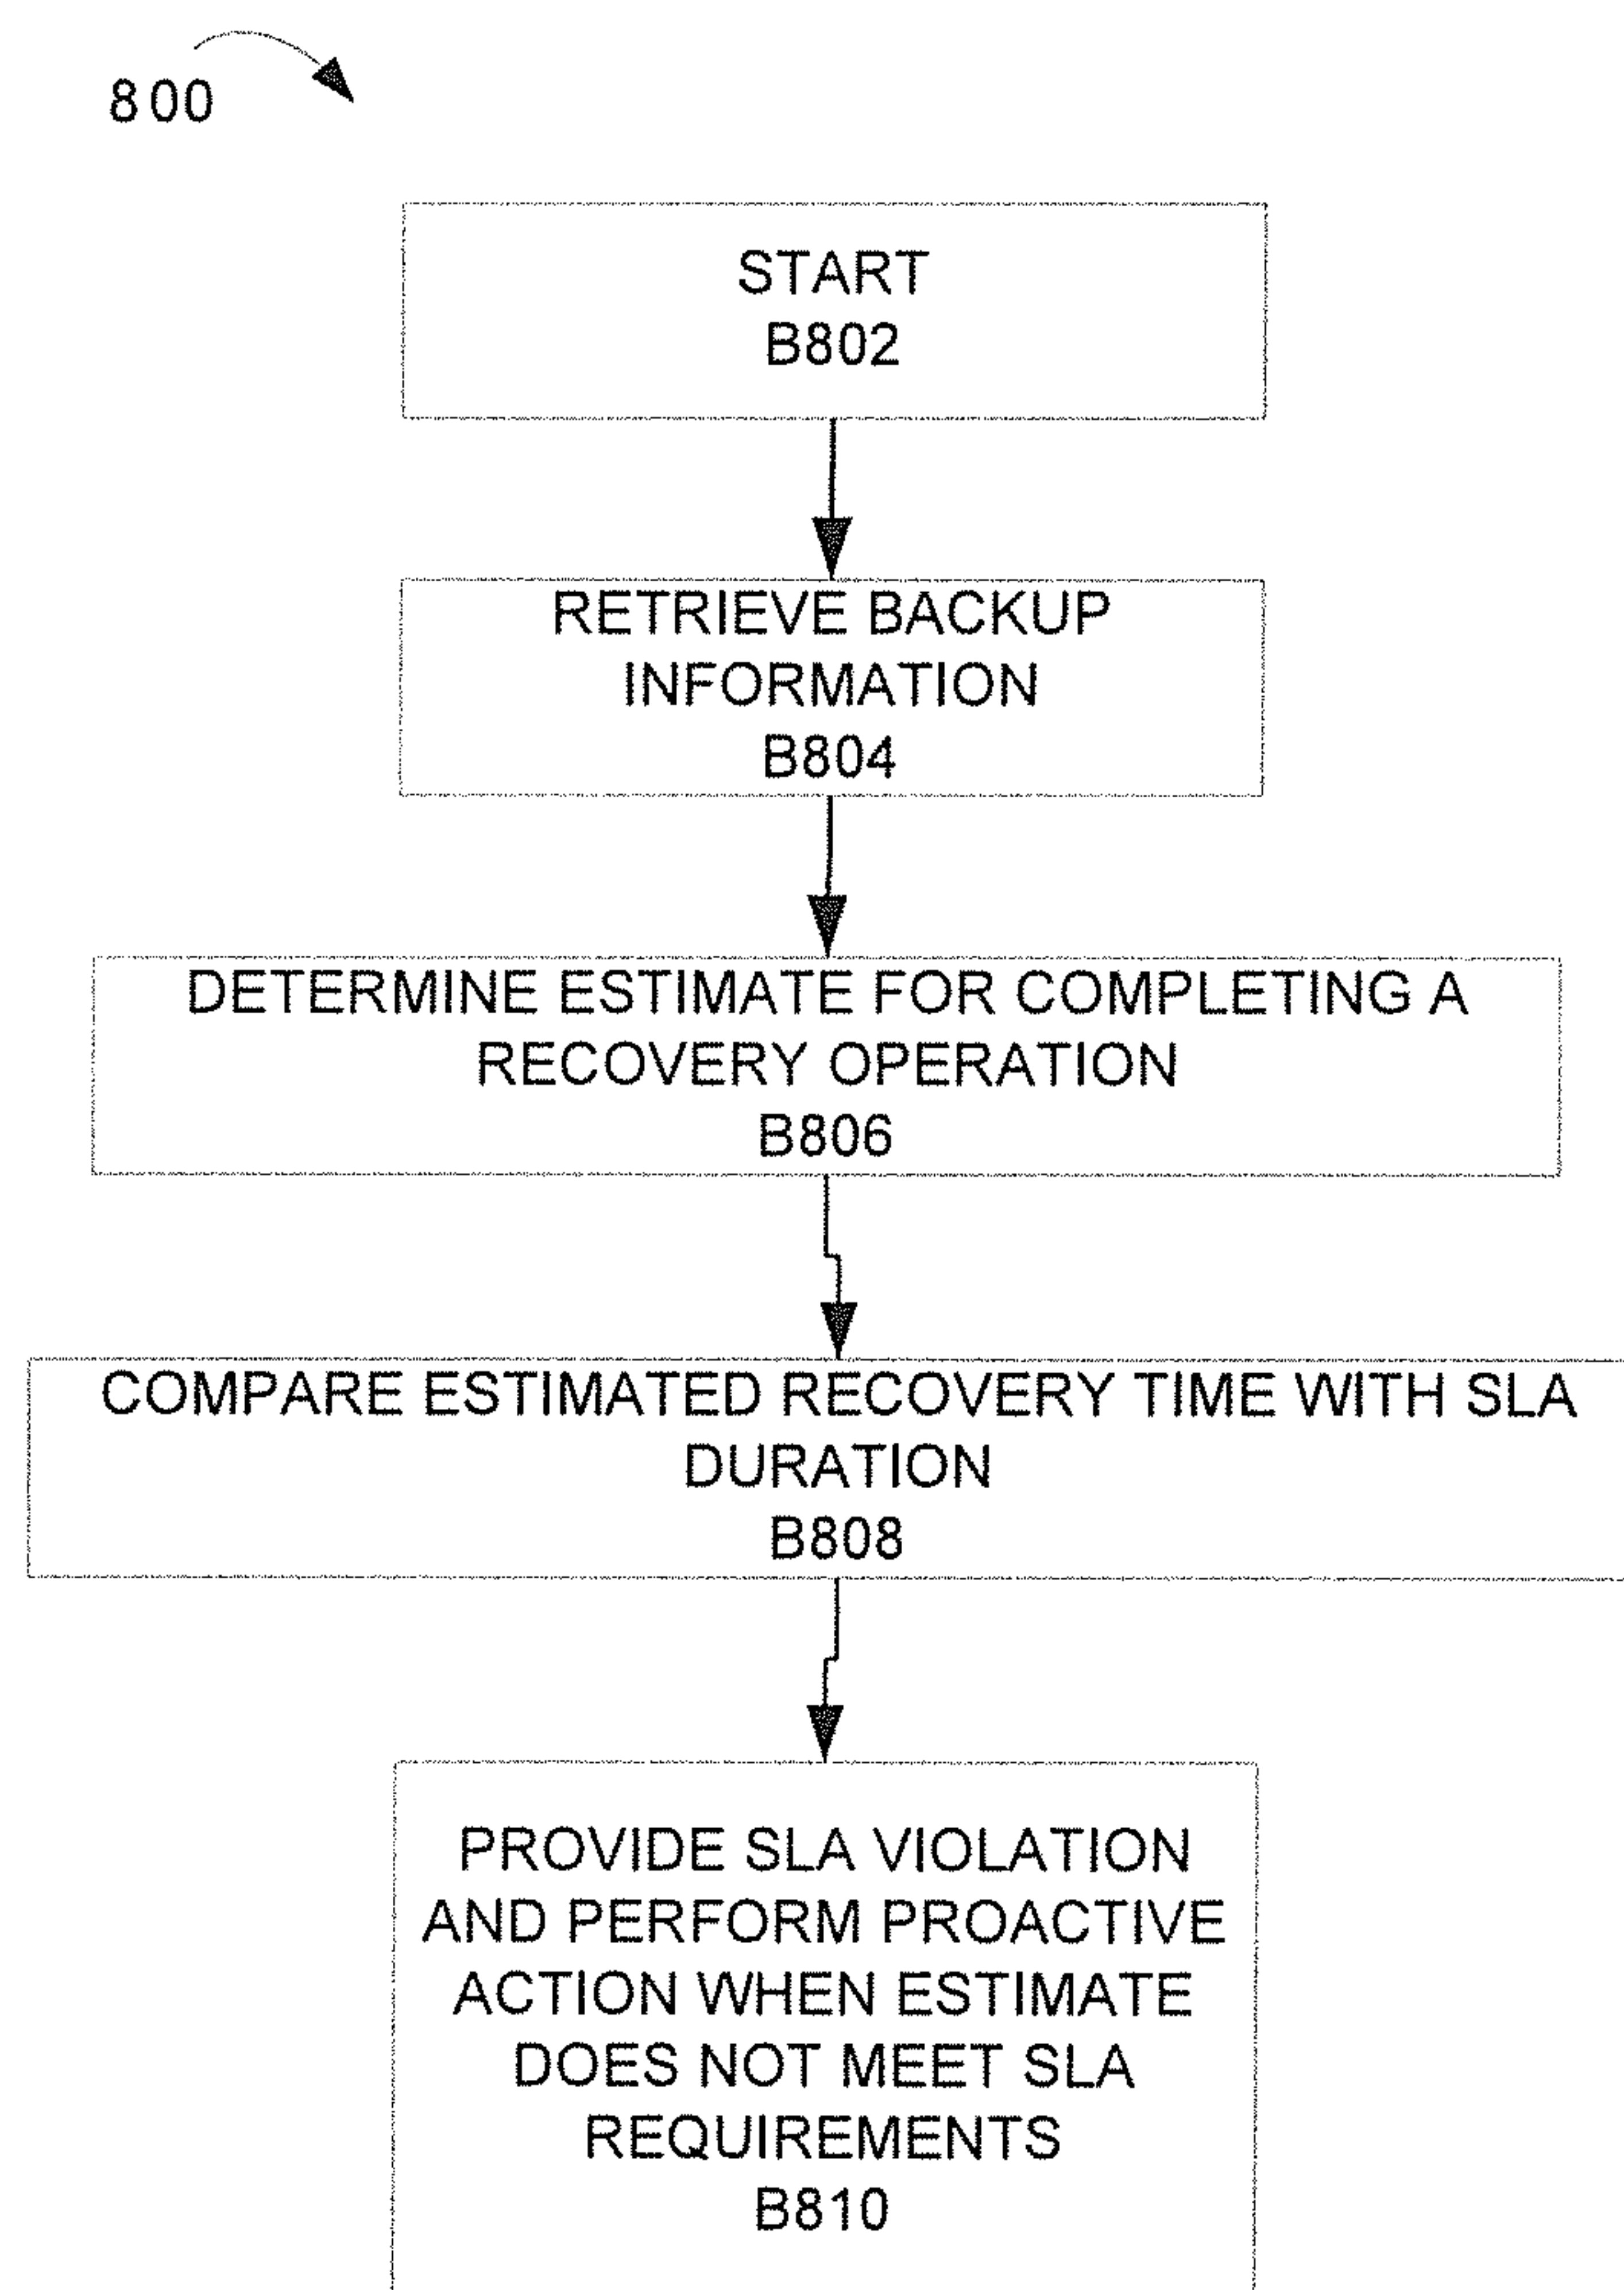 800
START
B802
RETRIEVE BACKUP
INFORMATION
B804
DETERMINE ESTIMATE FOR COMPLETING A
RECOVERY OPERATION
B806
COMPARE ESTIMATED RECOVERY TIME WITH SLA
DURATION
B808
PROVIDE SLA VIOLATION
AND PERFORM PROACTIVE
ACTION WHEN ESTIMATE
DOES NOT MEET SLA
REQUIREMENTS
B810